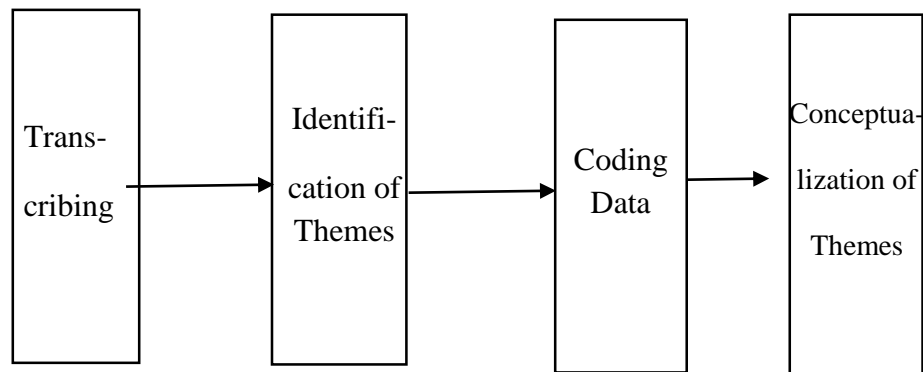 Trans-
cribing
Identifi-
cation of
Themes
Coding
Data
Conceptua-
lization of
Themes